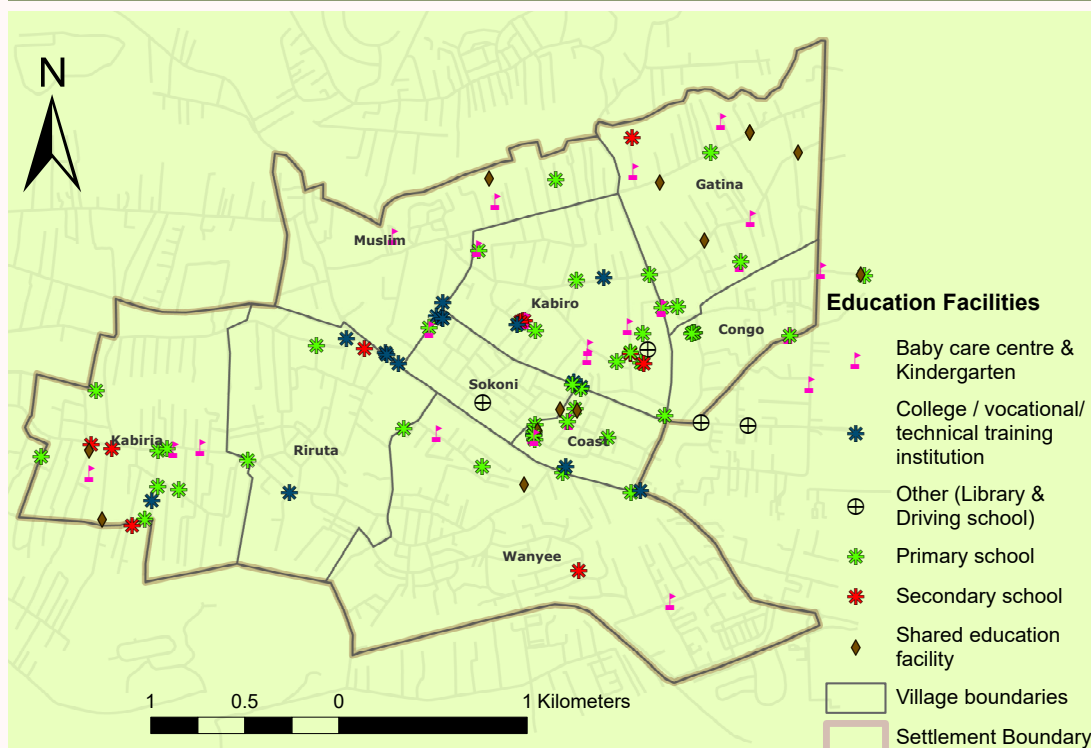 N
Gatina
Muslim
Kabiro
Congo
Sokoni
Coast
Kabiria
Riruta
Wanyee
Education Facilities
Baby care centre &
Kindergarten
College / vocational/
technical training
institution
Other (Library &
Driving school)
Primary school
Secondary school
Shared education
facility
Village boundaries
Settlement Boundary
1 0.5 0 1 Kilometers